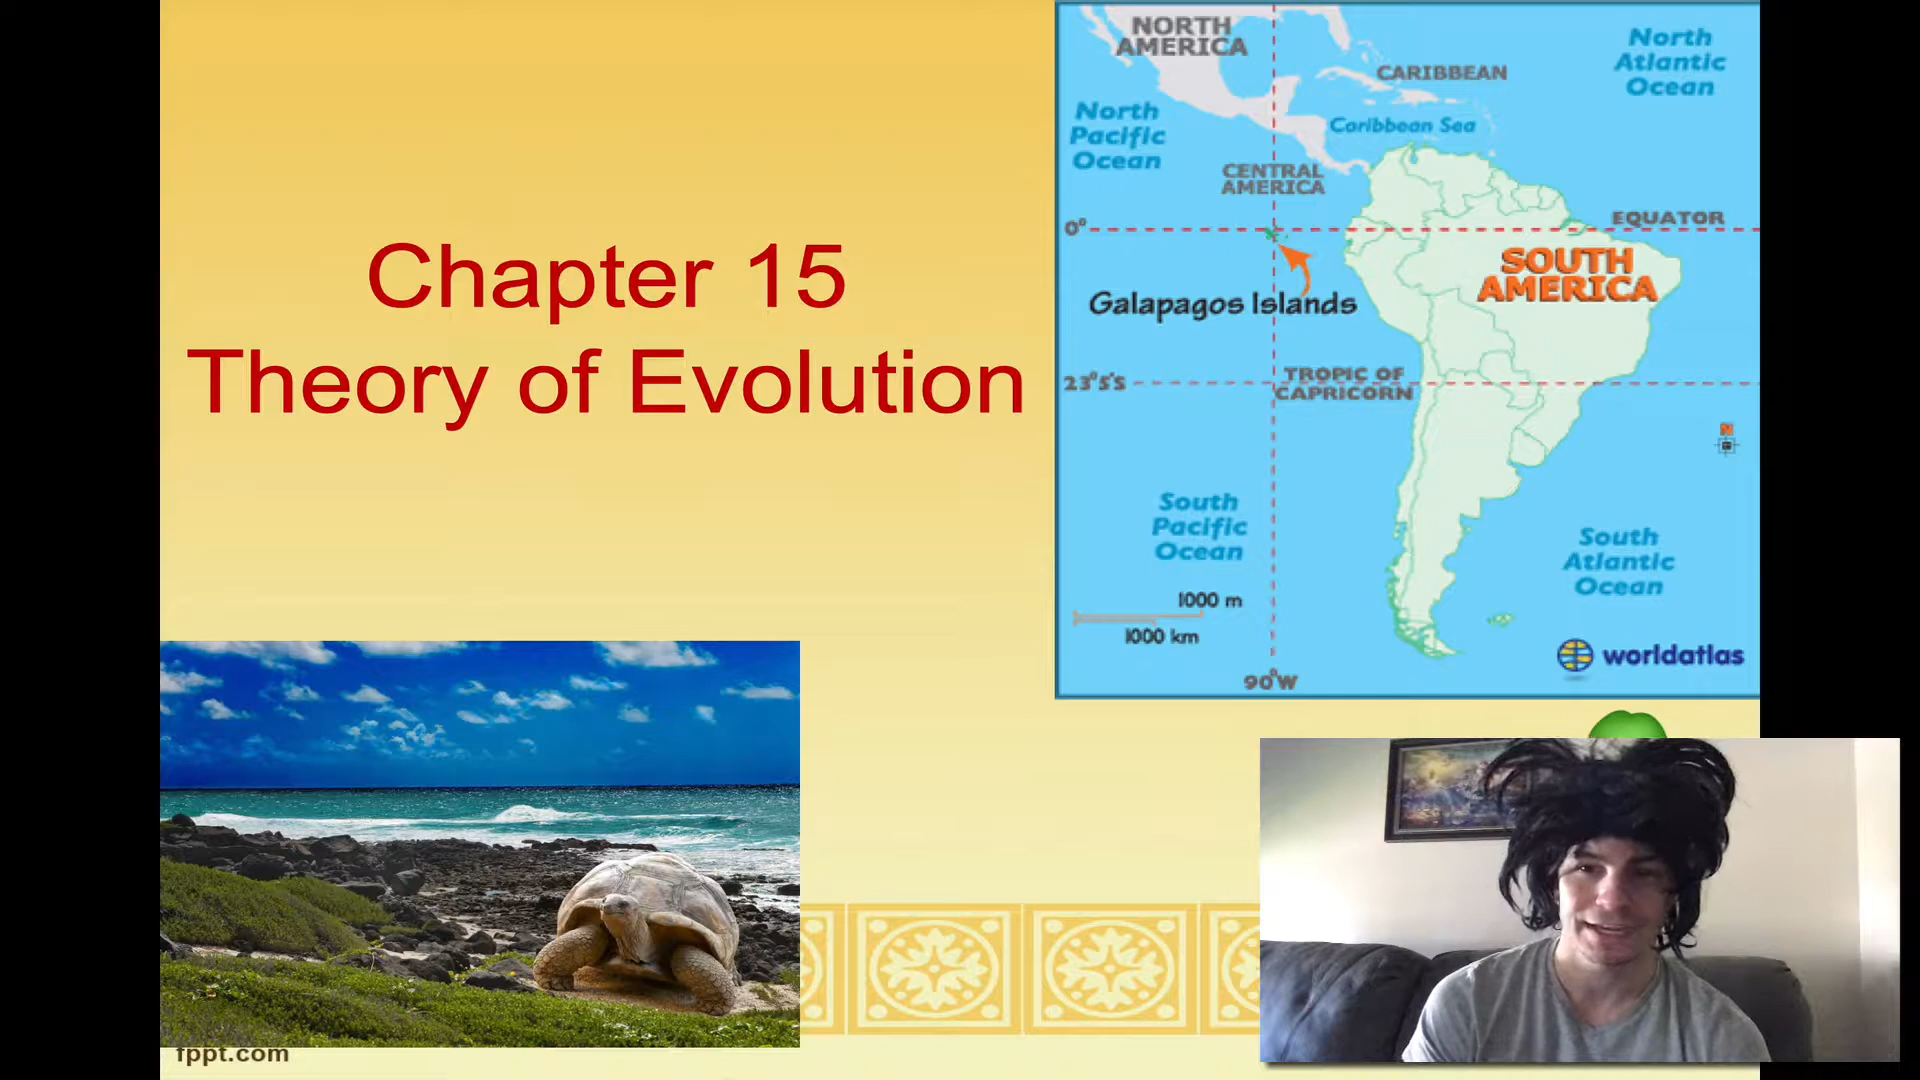 Chapter 15
Theory of Evolution
NORTH
AMERICA
North
Atlantic
Ocean
CARIBBEAN
North
Pacific
Ocean
Caribbean Sea
CENTRAL
AMERICA
EQUATOR
0°
SOUTH
AMERICA
Galapagos Islands
TROPIC OF
CAPRICORN
23°5'S
South
Pacific
Ocean
South
Atlantic
Ocean
1000 m
1000 km
worldatlas
90°W
fppt.com